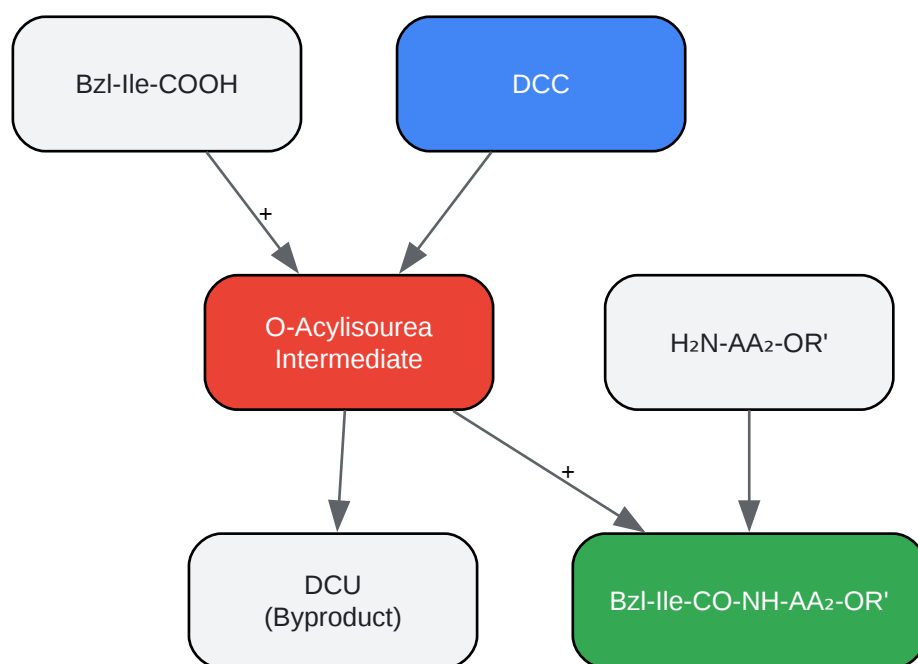 Bzl-Ile-COOH
DCC
+
O-Acylisourea
Intermediate
H₂N-AA₂-OR'
+
DCU
(Byproduct)
Bzl-Ile-CO-NH-AA₂-OR'